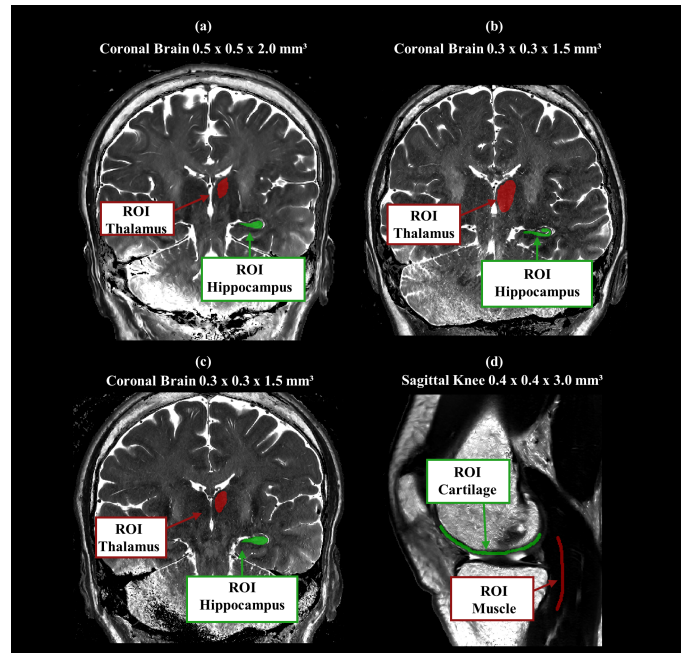 (a)
Coronal Brain 0.5 x 0.5 x 2.0 mm³
ROI
Thalamus
ROI
Hippocampus
(b)
Coronal Brain 0.3 x 0.3 x 1.5 mm³
ROI
Thalamus
ROI
Hippocampus
(c)
Coronal Brain 0.3 x 0.3 x 1.5 mm³
ROI
Thalamus
ROI
Hippocampus
(d)
Sagittal Knee 0.4 x 0.4 x 3.0 mm³
ROI
Cartilage
ROI
Muscle